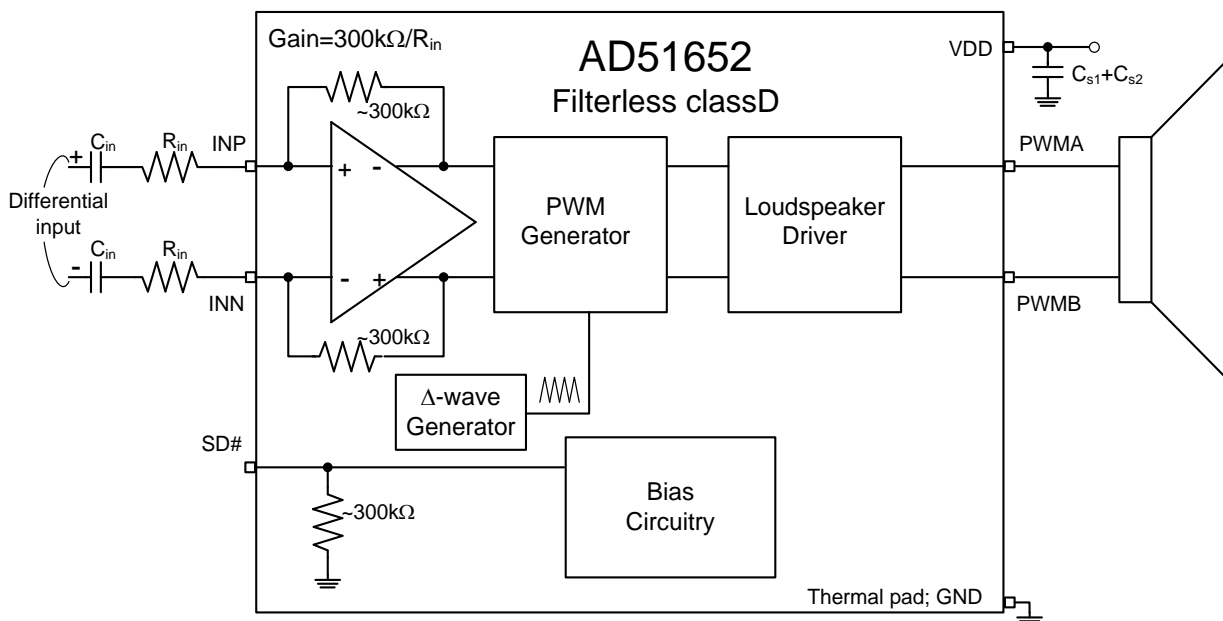 Gain=300kΩ/Rin
AD51652
Filterless classD
VDD
Cs1+Cs2
~300kΩ
Cin
Rin
INP
+
+
-
PWMA
Differential
input
PWM
Generator
Loudspeaker
Driver
-
Cin
Rin
INN
-
+
PWMB
~300kΩ
Δ-wave
Generator
SD#
~300kΩ
Bias
Circuitry
Thermal pad; GND